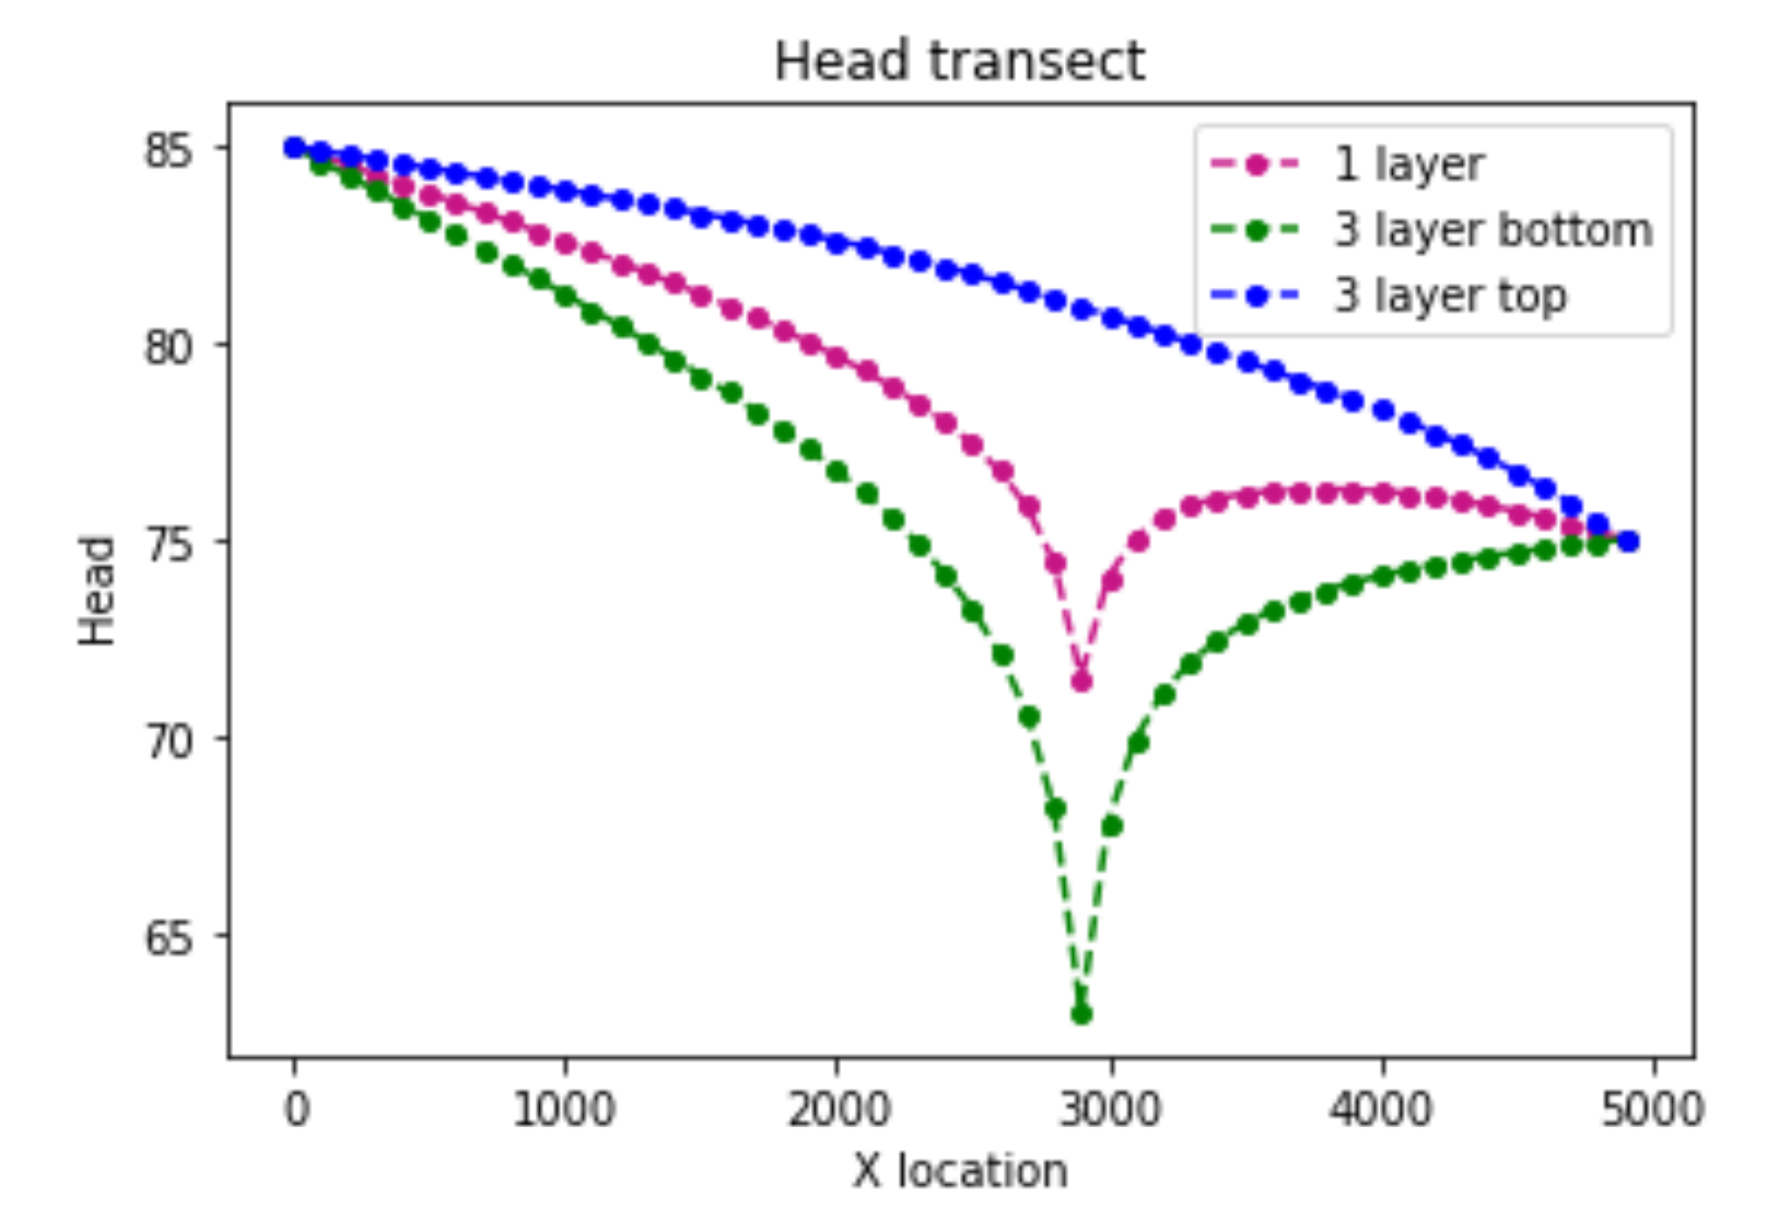 Head transect
85
80
75
70
65
Head
1 layer
3 layer bottom
3 layer top
0 1000 2000 3000 4000 5000
X location